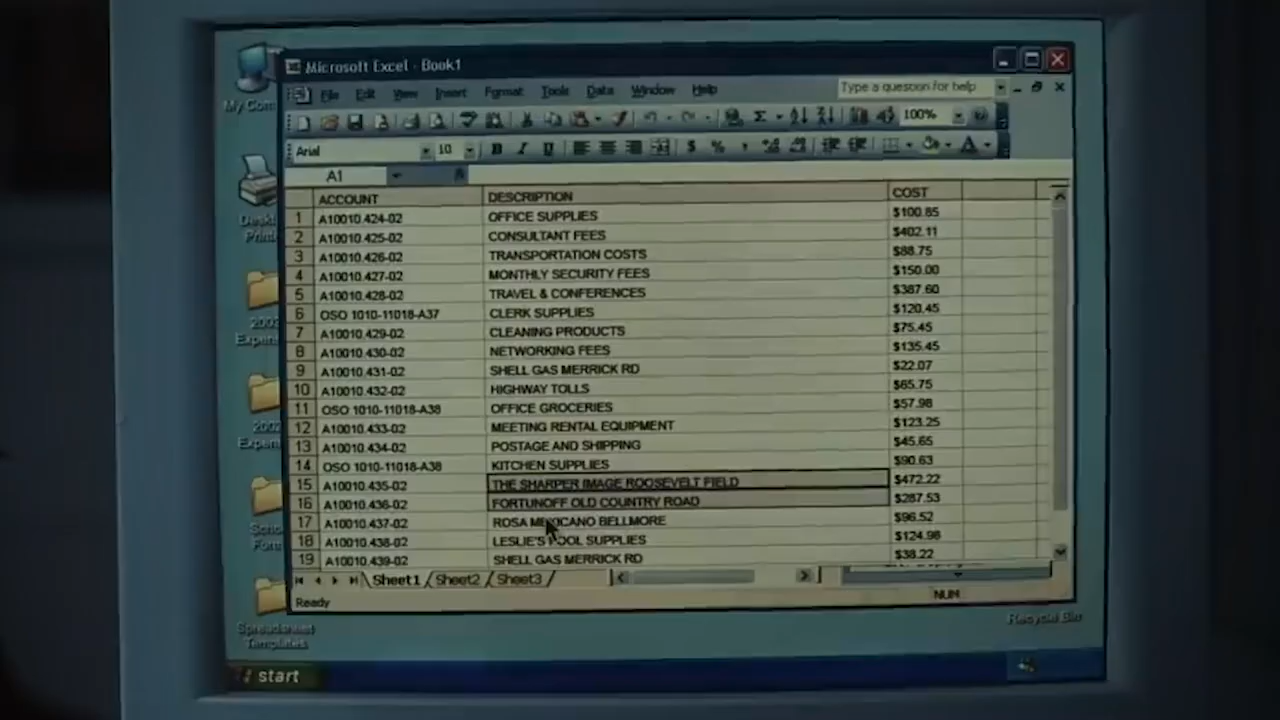 Microsoft Excel - Book1
My Com
File Edit View Insert Format Tools Data Window Help Type a question for help
100%
Arial 10 B I U $ % ,
A1
ACCOUNT DESCRIPTION COST
1 A10010.424-02 OFFICE SUPPLIES $100.85
2 A10010.425-02 CONSULTANT FEES $402.11
3 A10010.426-02 TRANSPORTATION COSTS $88.75
4 A10010.427-02 MONTHLY SECURITY FEES $150.00
5 A10010.428-02 TRAVEL & CONFERENCES $387.60
6 OSO 1010-11018-A37 CLERK SUPPLIES $120.45
7 A10010.429-02 CLEANING PRODUCTS $75.45
8 A10010.430-02 NETWORKING FEES $135.45
9 A10010.431-02 SHELL GAS MERRICK RD $22.07
10 A10010.432-02 HIGHWAY TOLLS $65.75
11 OSO 1010-11018-A38 OFFICE GROCERIES $57.98
12 A10010.433-02 MEETING RENTAL EQUIPMENT $123.25
13 A10010.434-02 POSTAGE AND SHIPPING $45.65
14 OSO 1010-11018-A38 KITCHEN SUPPLIES $90.63
15 A10010.435-02 THE SHARPER IMAGE ROOSEVELT FIELD $472.22
16 A10010.436-02 FORTUNOFF OLD COUNTRY ROAD $287.53
17 A10010.437-02 ROSA MEXICANO BELLMORE $96.52
18 A10010.438-02 LESLIE'S POOL SUPPLIES $124.98
19 A10010.439-02 SHELL GAS MERRICK RD $38.22
Sheet1 Sheet2 Sheet3
Ready NUM
Recycle Bin
Spreadsheet
Templates
start